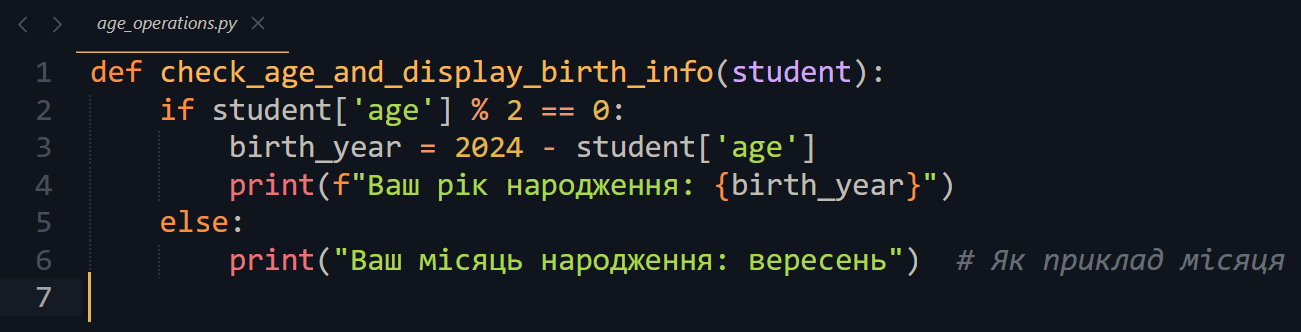 age_operations.py
1 def check_age_and_display_birth_info(student):
2     if student['age'] % 2 == 0:
3         birth_year = 2024 - student['age']
4         print(f"Ваш рік народження: {birth_year}")
5     else:
6         print("Ваш місяць народження: вересень")  # Як приклад місяця
7